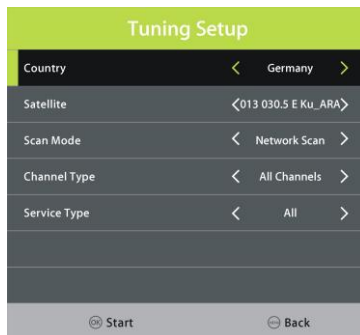 Tuning Setup
Country < Germany >
Satellite <013 030.5 E Ku_ARA>
Scan Mode < Network Scan >
Channel Type < All Channels >
Service Type < All >
OK Start MENU Back